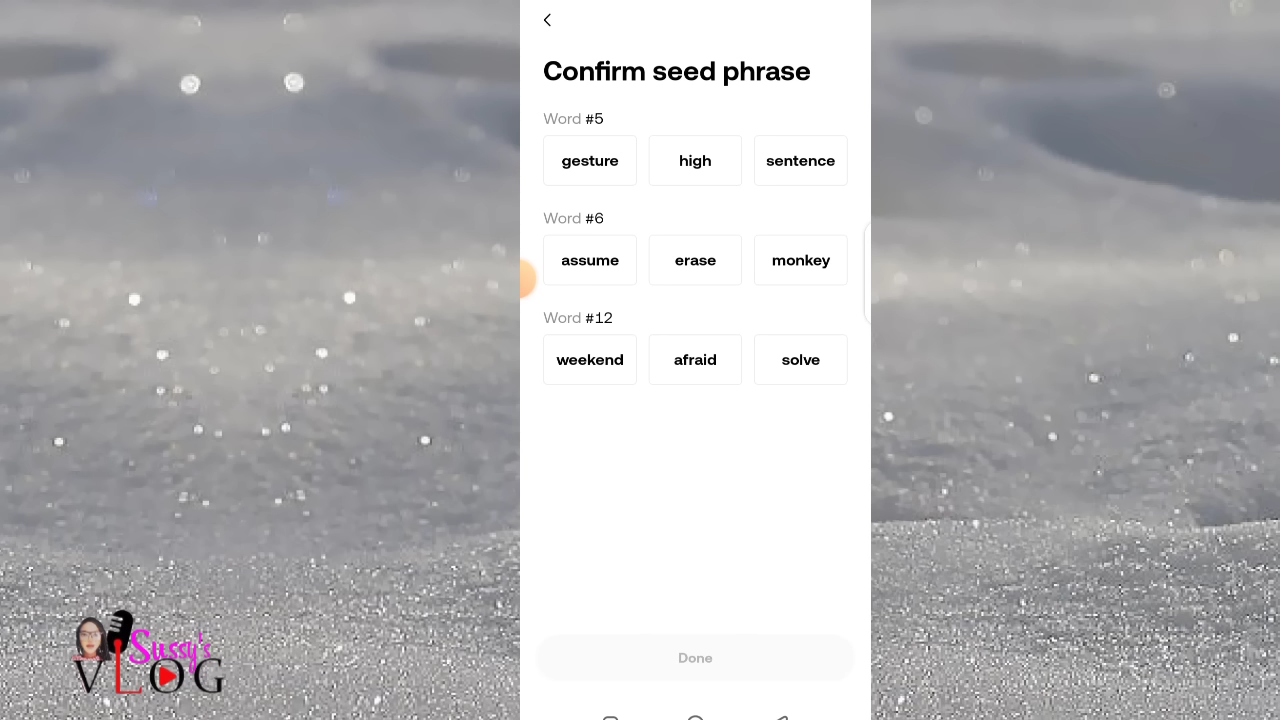 Confirm seed phrase
Word #5
gesture high sentence
Word #6
assume erase monkey
Word #12
weekend afraid solve
Done
Sussy's
VLOG